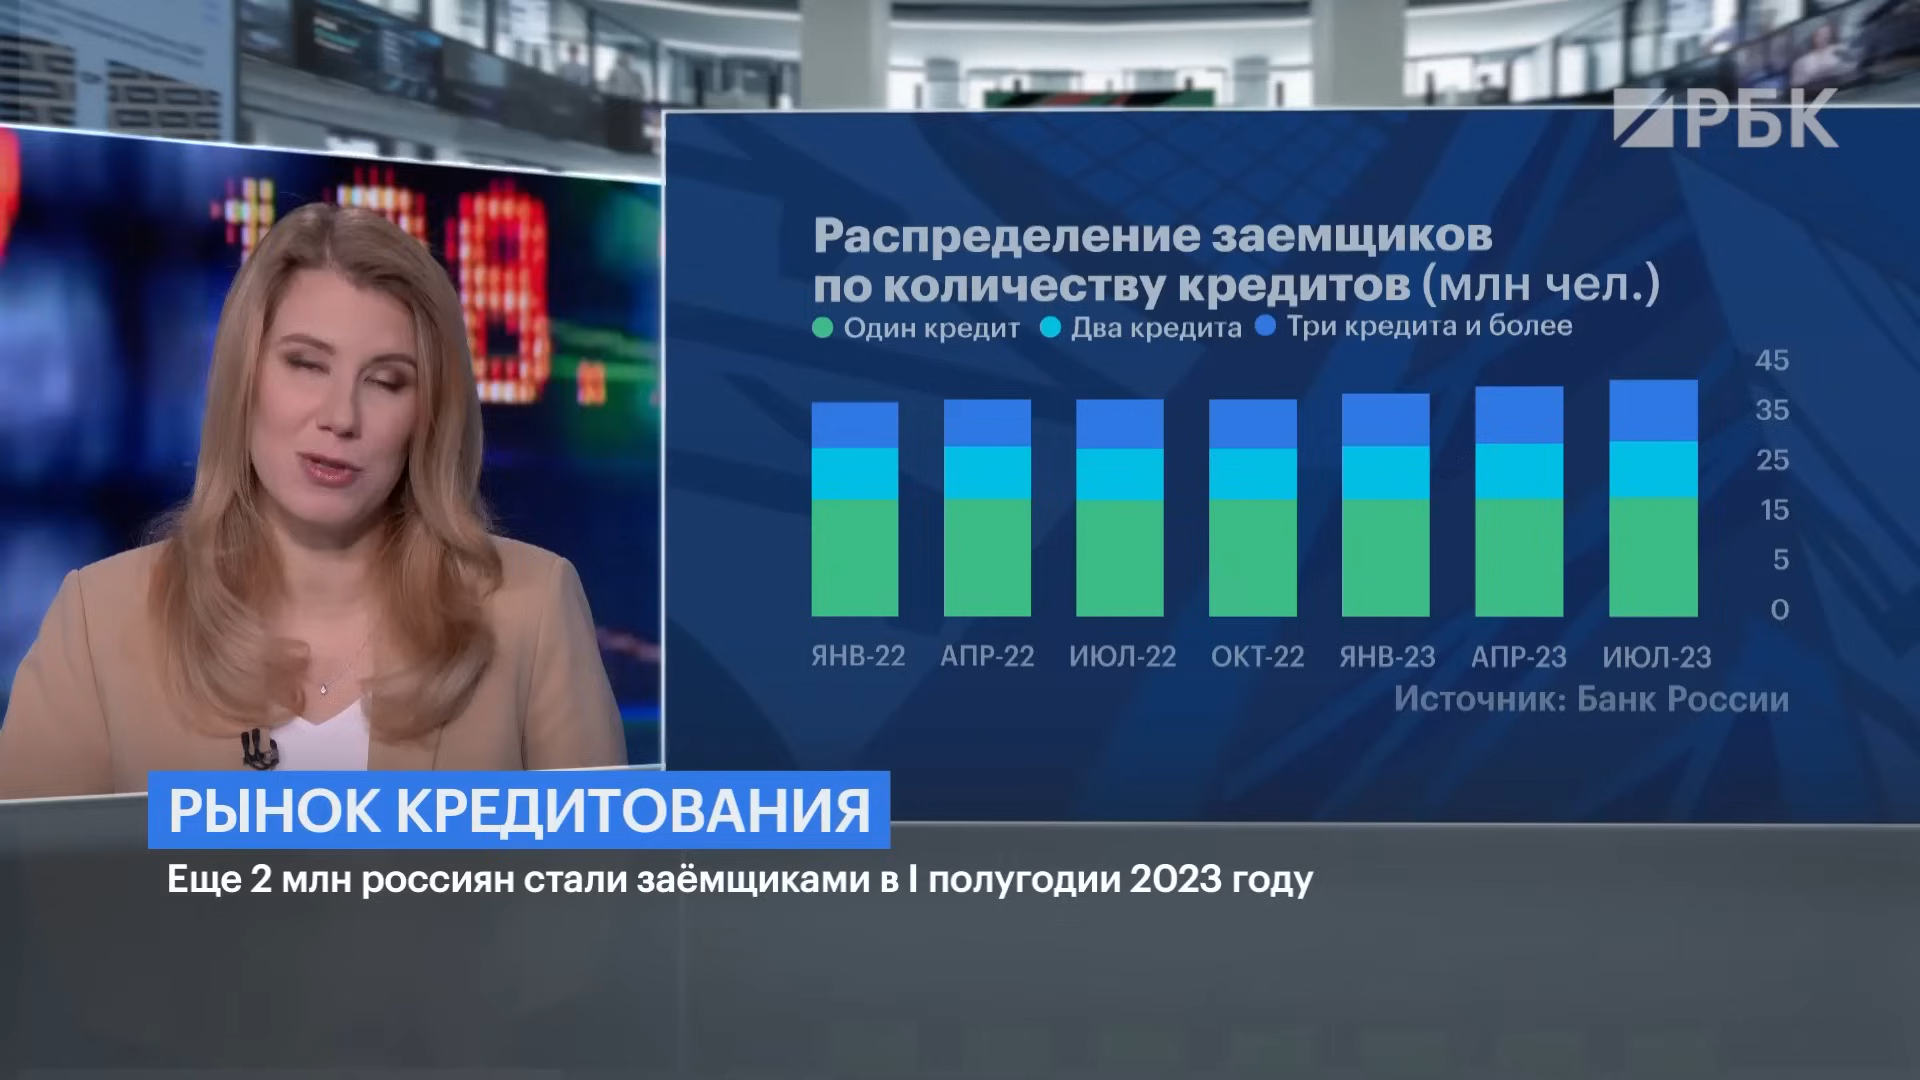 РБК
Распределение заемщиков
по количеству кредитов (млн чел.)
Один кредит Два кредита Три кредита и более
45
35
25
15
5
0
ЯНВ-22 АПР-22 ИЮЛ-22 ОКТ-22 ЯНВ-23 АПР-23 ИЮЛ-23
Источник: Банк России
РЫНОК КРЕДИТОВАНИЯ
Еще 2 млн россиян стали заёмщиками в I полугодии 2023 году